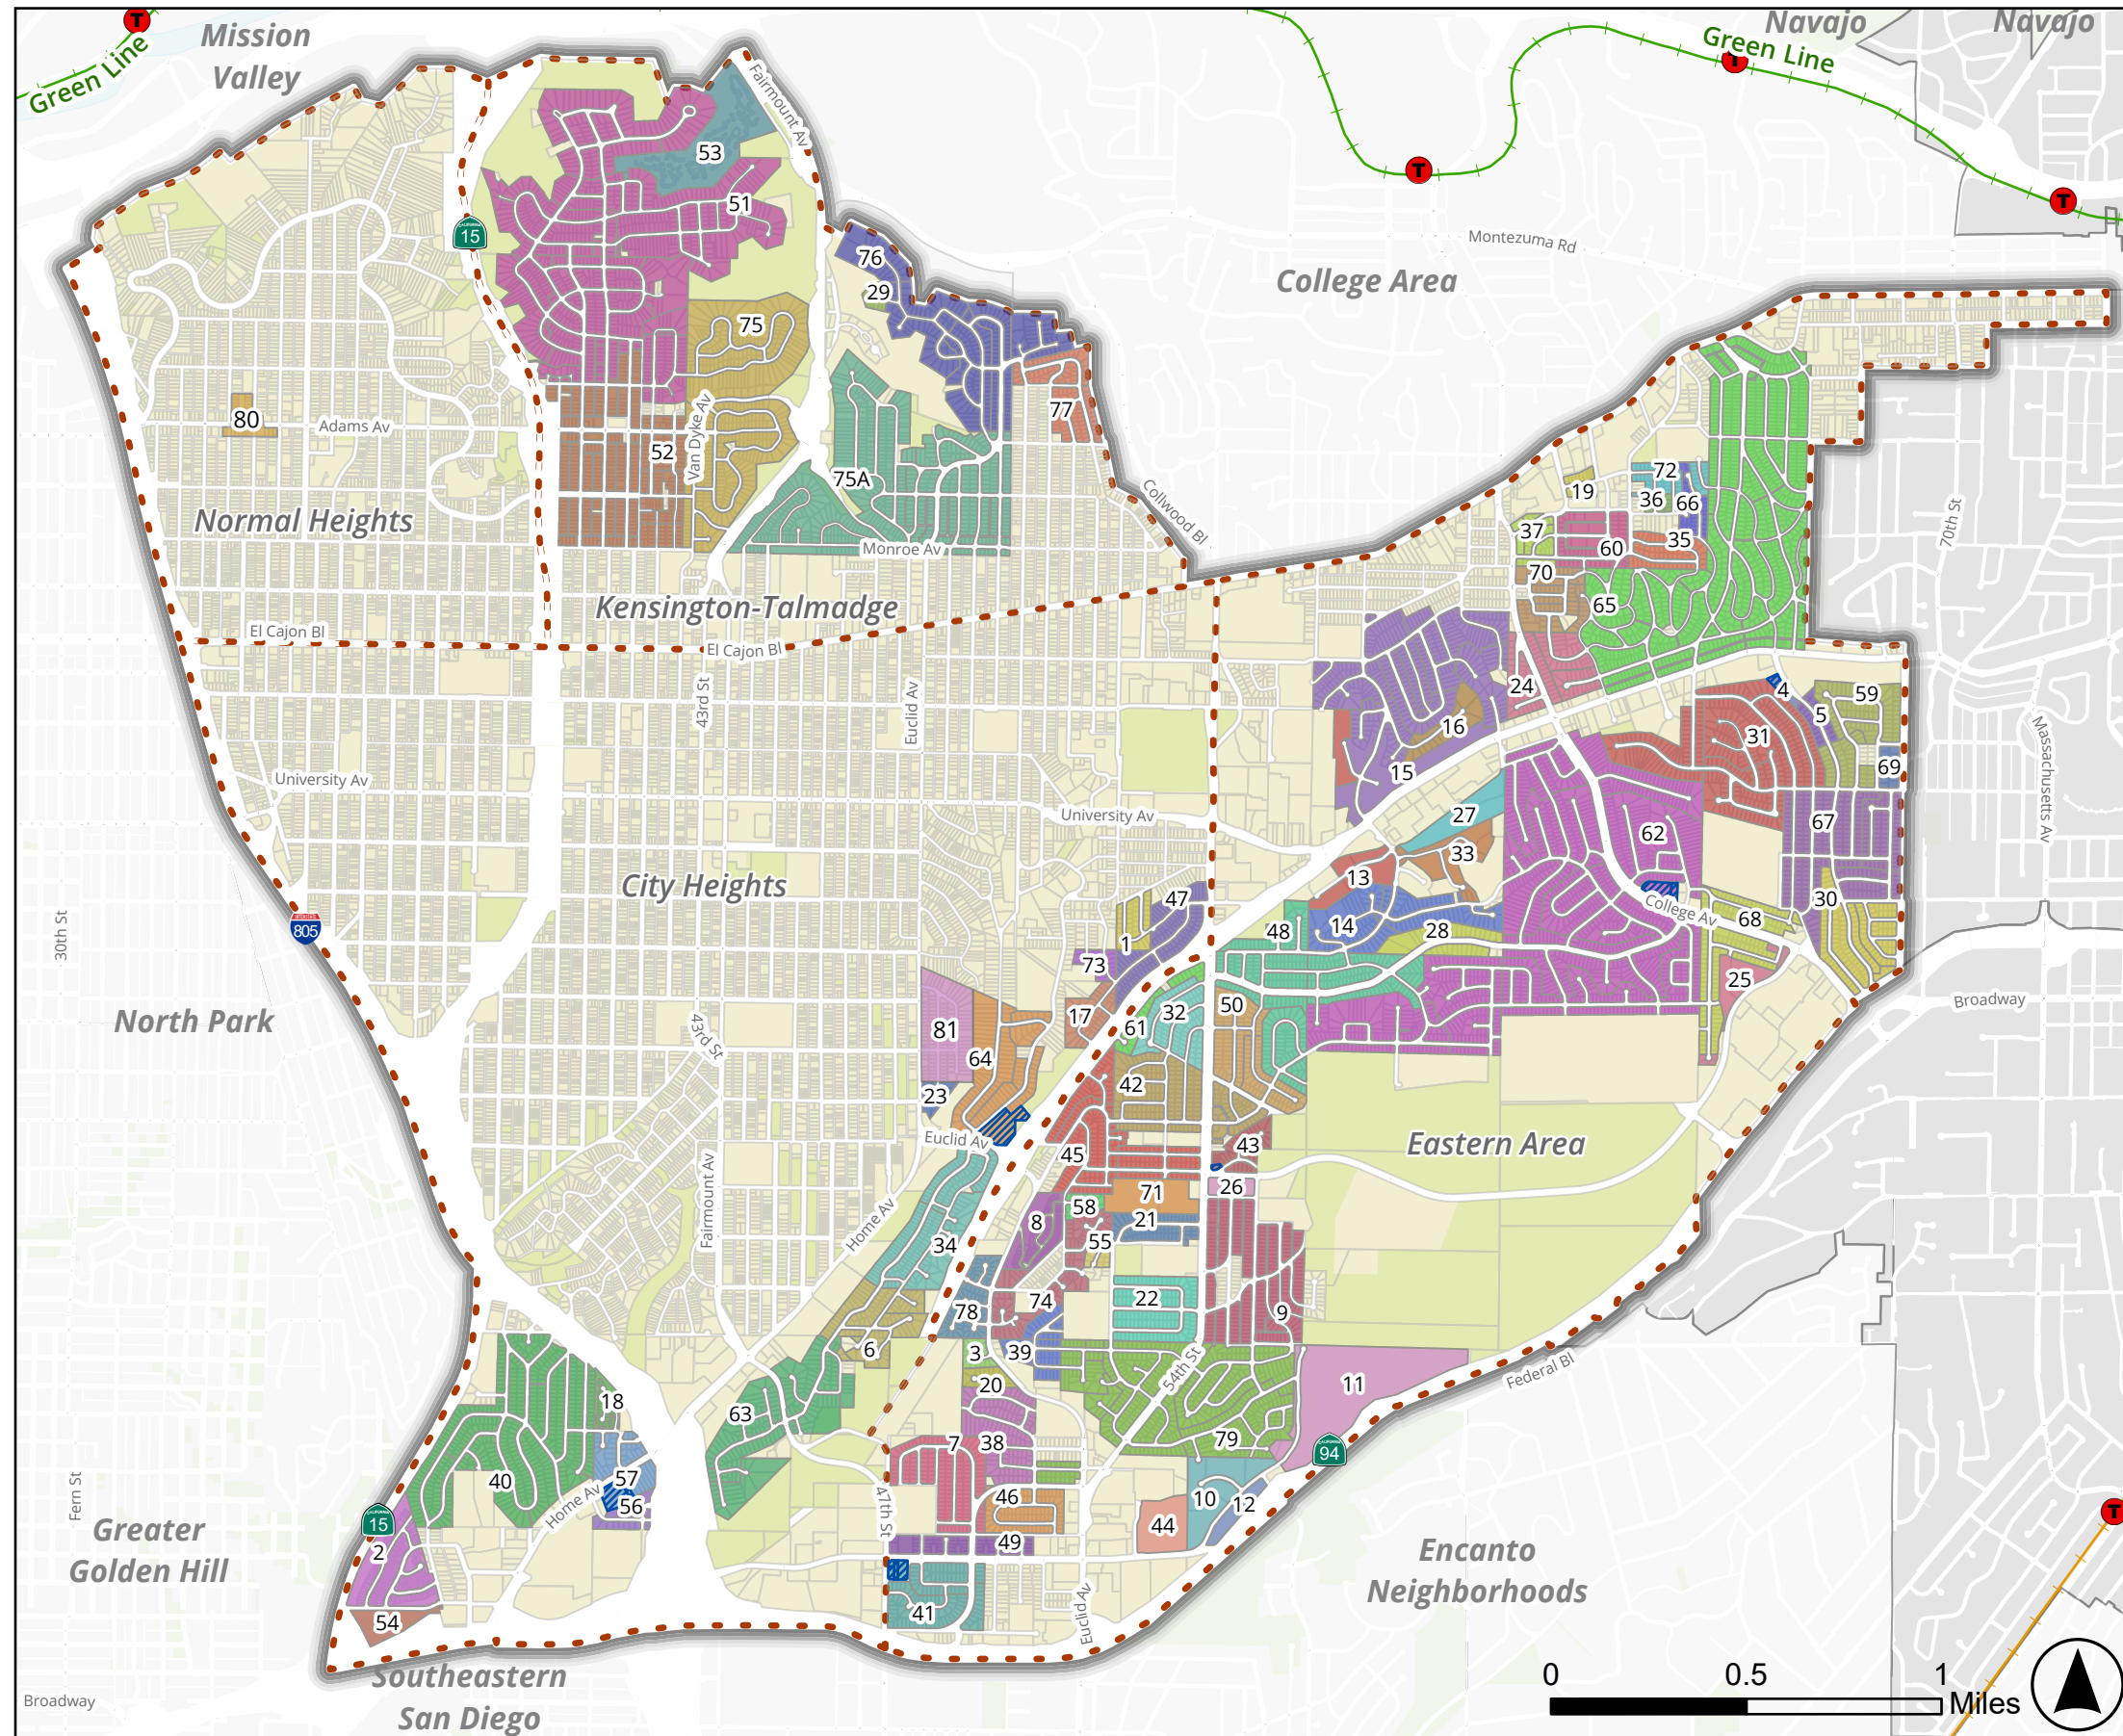 T
Mission
Valley
Green Line
Navajo
Navajo
Green Line
T
Fairmount Av
53
T
51
T
CALIFORNIA
15
Montezuma Rd
76
College Area
29
75
77
80
Adams Av
Van Dyke Av
52
75A
72
19
36
66
Collwood Bl
Normal Heights
37
60
35
70th St
Monroe Av
70
Kensington-Talmadge
65
El Cajon Bl
El Cajon Bl
43rd St
Euclid Av
24
4
59
5
16
31
Massachusetts Av
15
69
University Av
University Av
27
67
62
33
City Heights
13
47
30
College Av
68
805
30th St
14
48
28
1
73
25
Broadway
North Park
81
17
61
32
50
43rd St
64
42
23
Euclid Av
45
43
Eastern Area
26
71
58
21
8
55
Fairmount Av
Home Av
34
74
22
9
78
6
3
39
54th St
11
Federal Bl
20
18
63
7
38
79
94
40
57
56
Home Av
47th St
46
10
12
44
Fern St
Greater
Golden Hill
CALIFORNIA
15
2
49
Encanto
Neighborhoods
T
41
54
Euclid Av
Southeastern
San Diego
Broadway
0
0.5
1
Miles